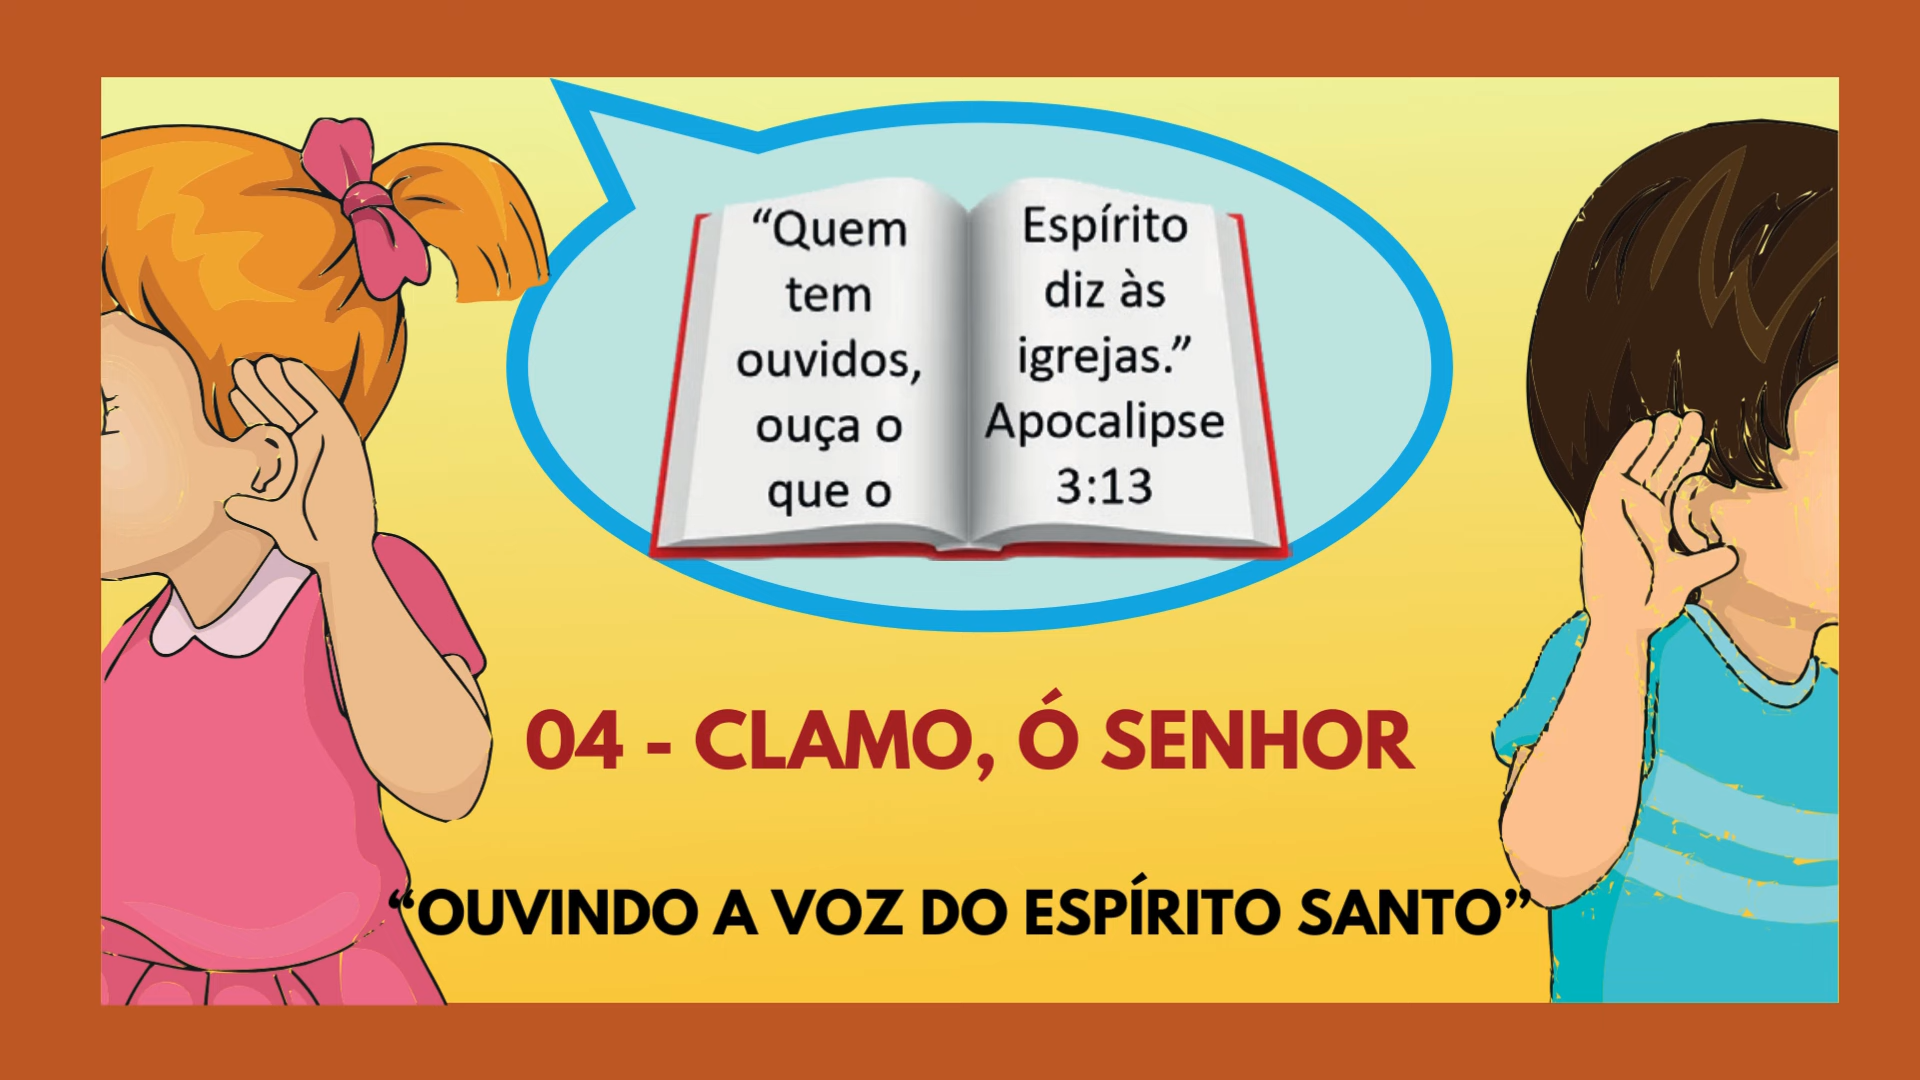 “Quem
tem
ouvidos,
ouça o
que o
Espírito
diz às
igrejas.”
Apocalipse
3:13
04 - CLAMO, Ó SENHOR
“OUVINDO A VOZ DO ESPÍRITO SANTO”